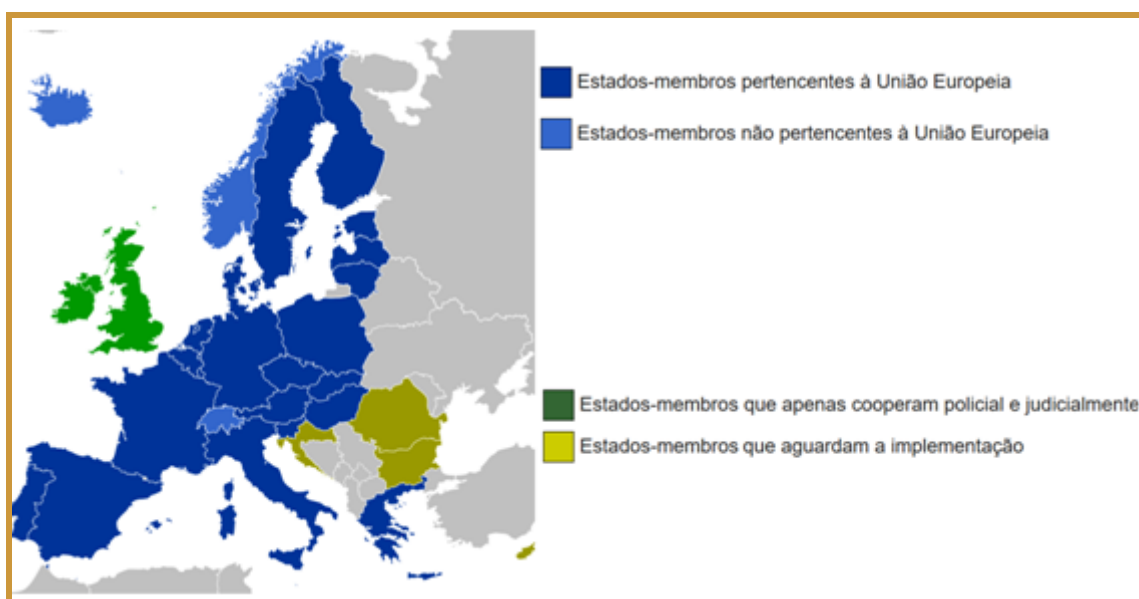 Estados-membros pertencentes à União Europeia
Estados-membros não pertencentes à União Europeia
Estados-membros que apenas cooperam policial e judicialmente
Estados-membros que aguardam a implementação